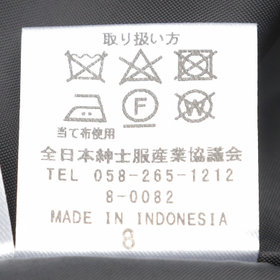 取り扱い方
F W
当て布使用
全日本紳士服産業協議会
TEL 058-265-1212
8-0082
MADE IN INDONESIA
8